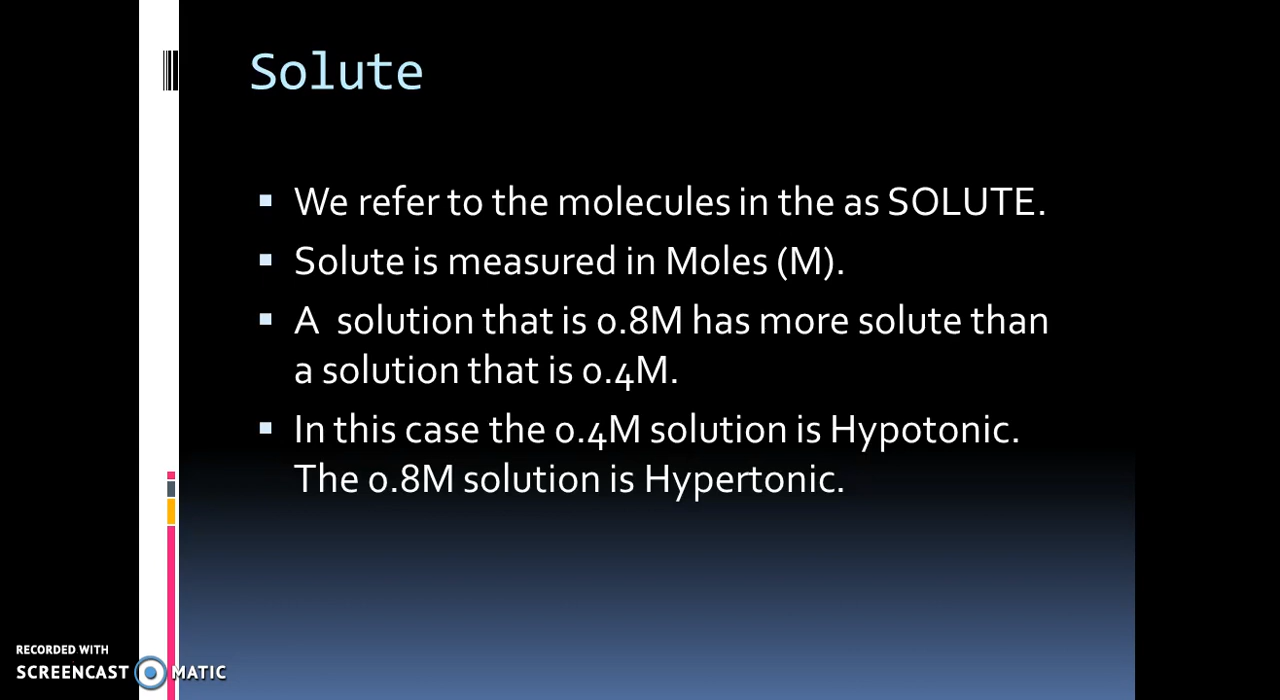 Solute
We refer to the molecules in the as SOLUTE.
Solute is measured in Moles (M).
A solution that is 0.8M has more solute than
a solution that is 0.4M.
In this case the 0.4M solution is Hypotonic.
The 0.8M solution is Hypertonic.
RECORDED WITH
SCREENCAST MATIC